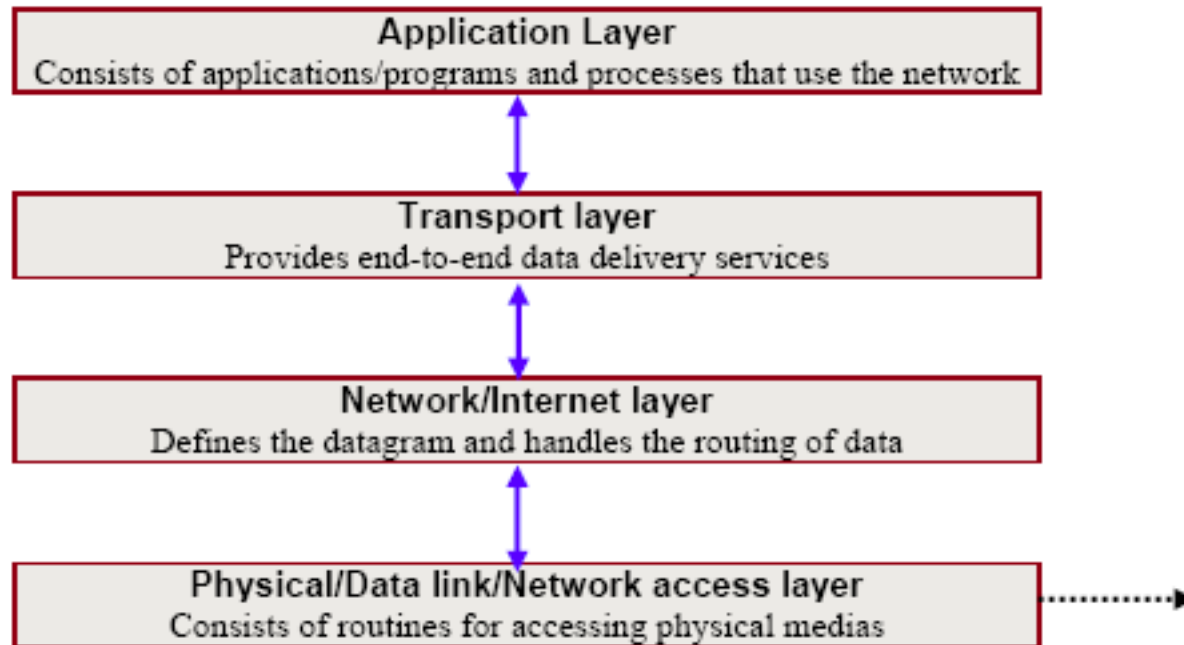 Application Layer
Consists of applications/programs and processes that use the network
Transport layer
Provides end-to-end data delivery services
Network/Internet layer
Defines the datagram and handles the routing of data
Physical/Data link/Network access layer
Consists of routines for accessing physical medias